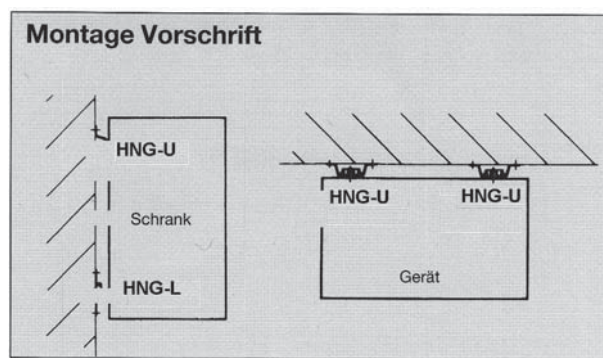 Montage Vorschrift
HNG-U
Schrank
HNG-L
HNG-U HNG-U
Gerät